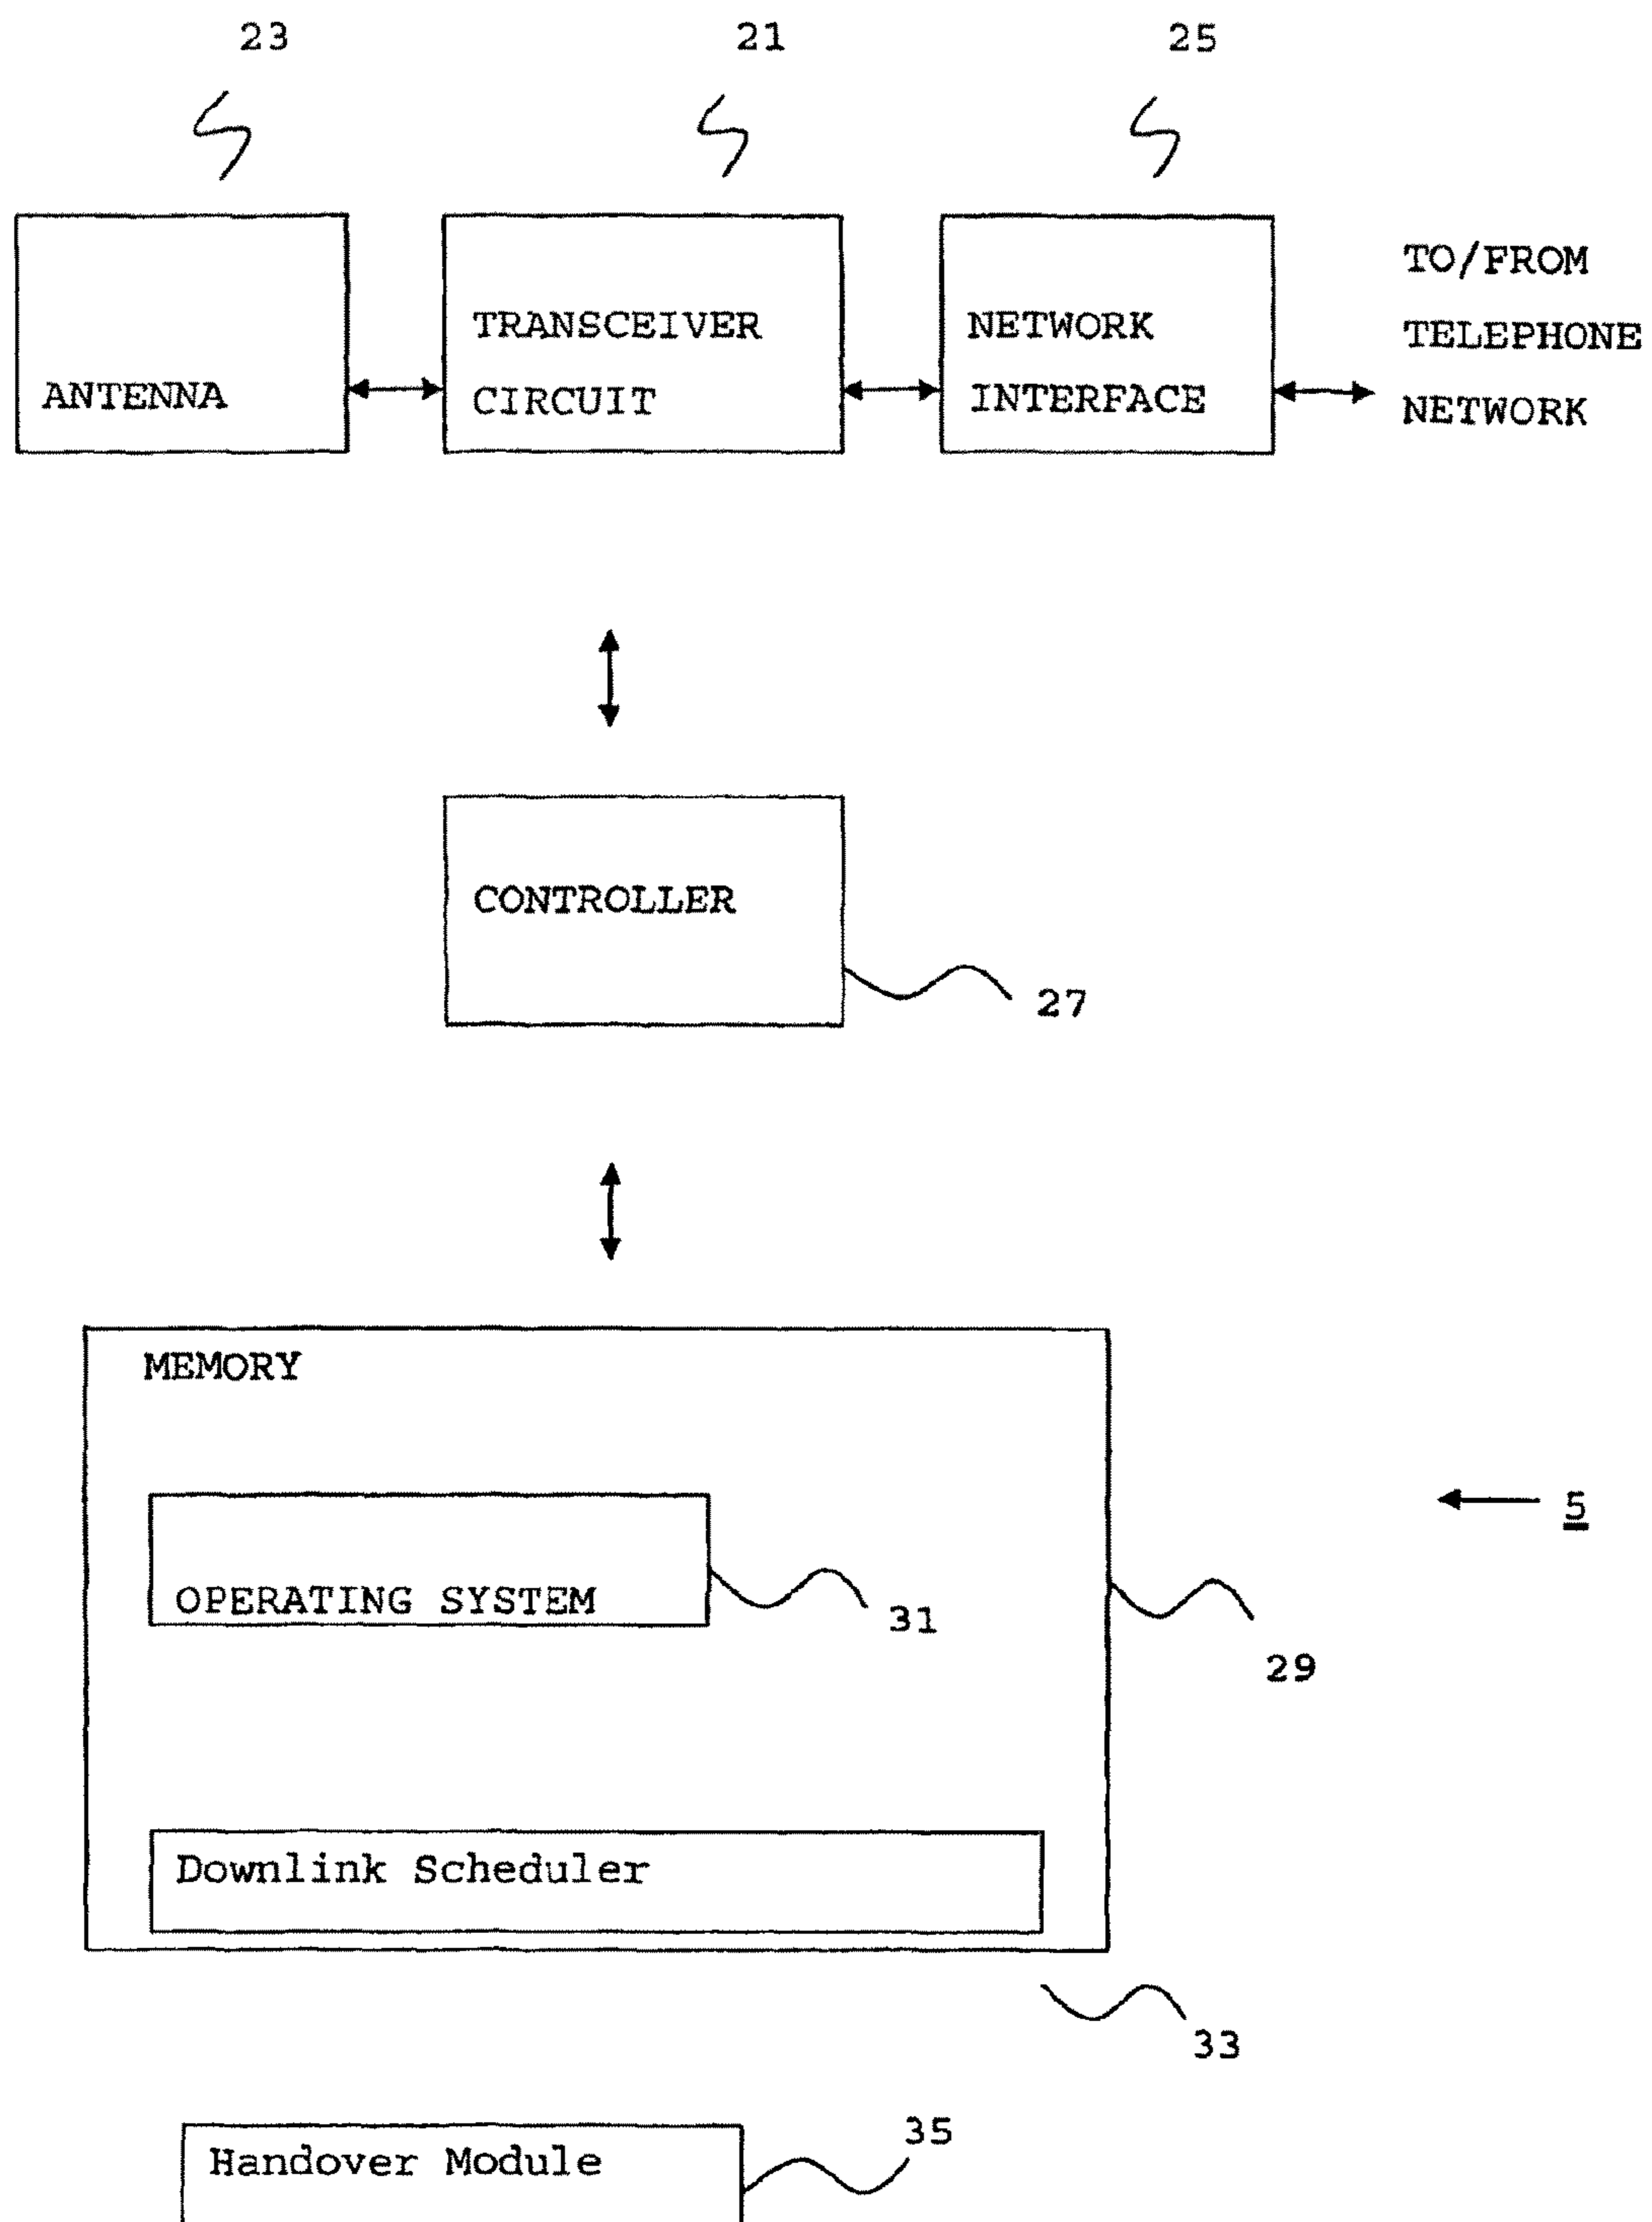 23
21
25
ANTENNA
TRANSCEIVER
CIRCUIT
NETWORK
INTERFACE
TO/FROM
TELEPHONE
NETWORK
CONTROLLER
27
MEMORY
OPERATING SYSTEM
31
5
29
Downlink Scheduler
33
Handover Module
35